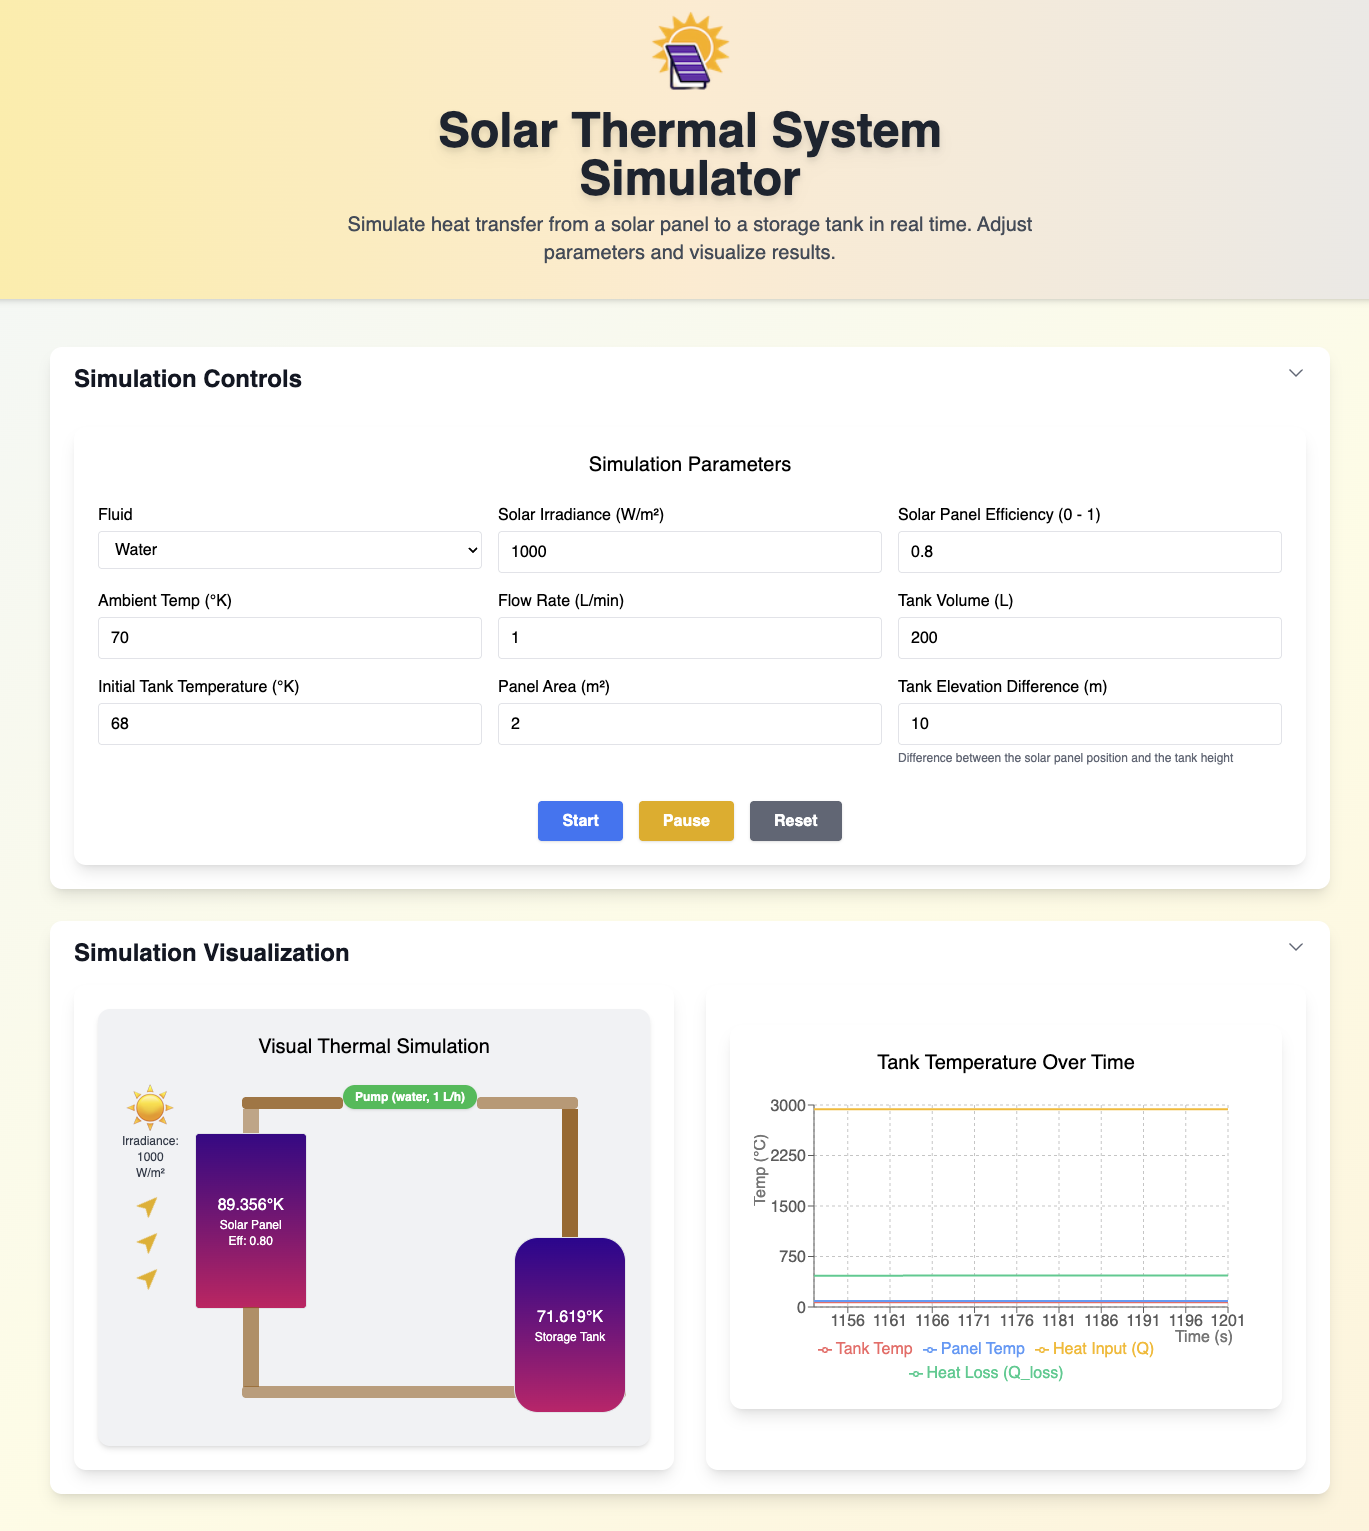 Solar Thermal System
Simulator
Simulate heat transfer from a solar panel to a storage tank in real time. Adjust
parameters and visualize results.
Simulation Controls
Simulation Parameters
Fluid
Water
Solar Irradiance (W/m²)
1000
Solar Panel Efficiency (0 - 1)
0.8
Ambient Temp (°K)
70
Flow Rate (L/min)
1
Tank Volume (L)
200
Initial Tank Temperature (°K)
68
Panel Area (m²)
2
Tank Elevation Difference (m)
10
Difference between the solar panel position and the tank height
Start
Pause
Reset
Simulation Visualization
Visual Thermal Simulation
Pump (water, 1 L/h)
Irradiance:
1000
W/m²
89.356°K
Solar Panel
Eff: 0.80
71.619°K
Storage Tank
Tank Temperature Over Time
Temp (°C)
3000
2250
1500
750
0
1156 1161 1166 1171 1176 1181 1186 1191 1196 1201
Time (s)
Tank Temp Panel Temp Heat Input (Q)
Heat Loss (Q_loss)